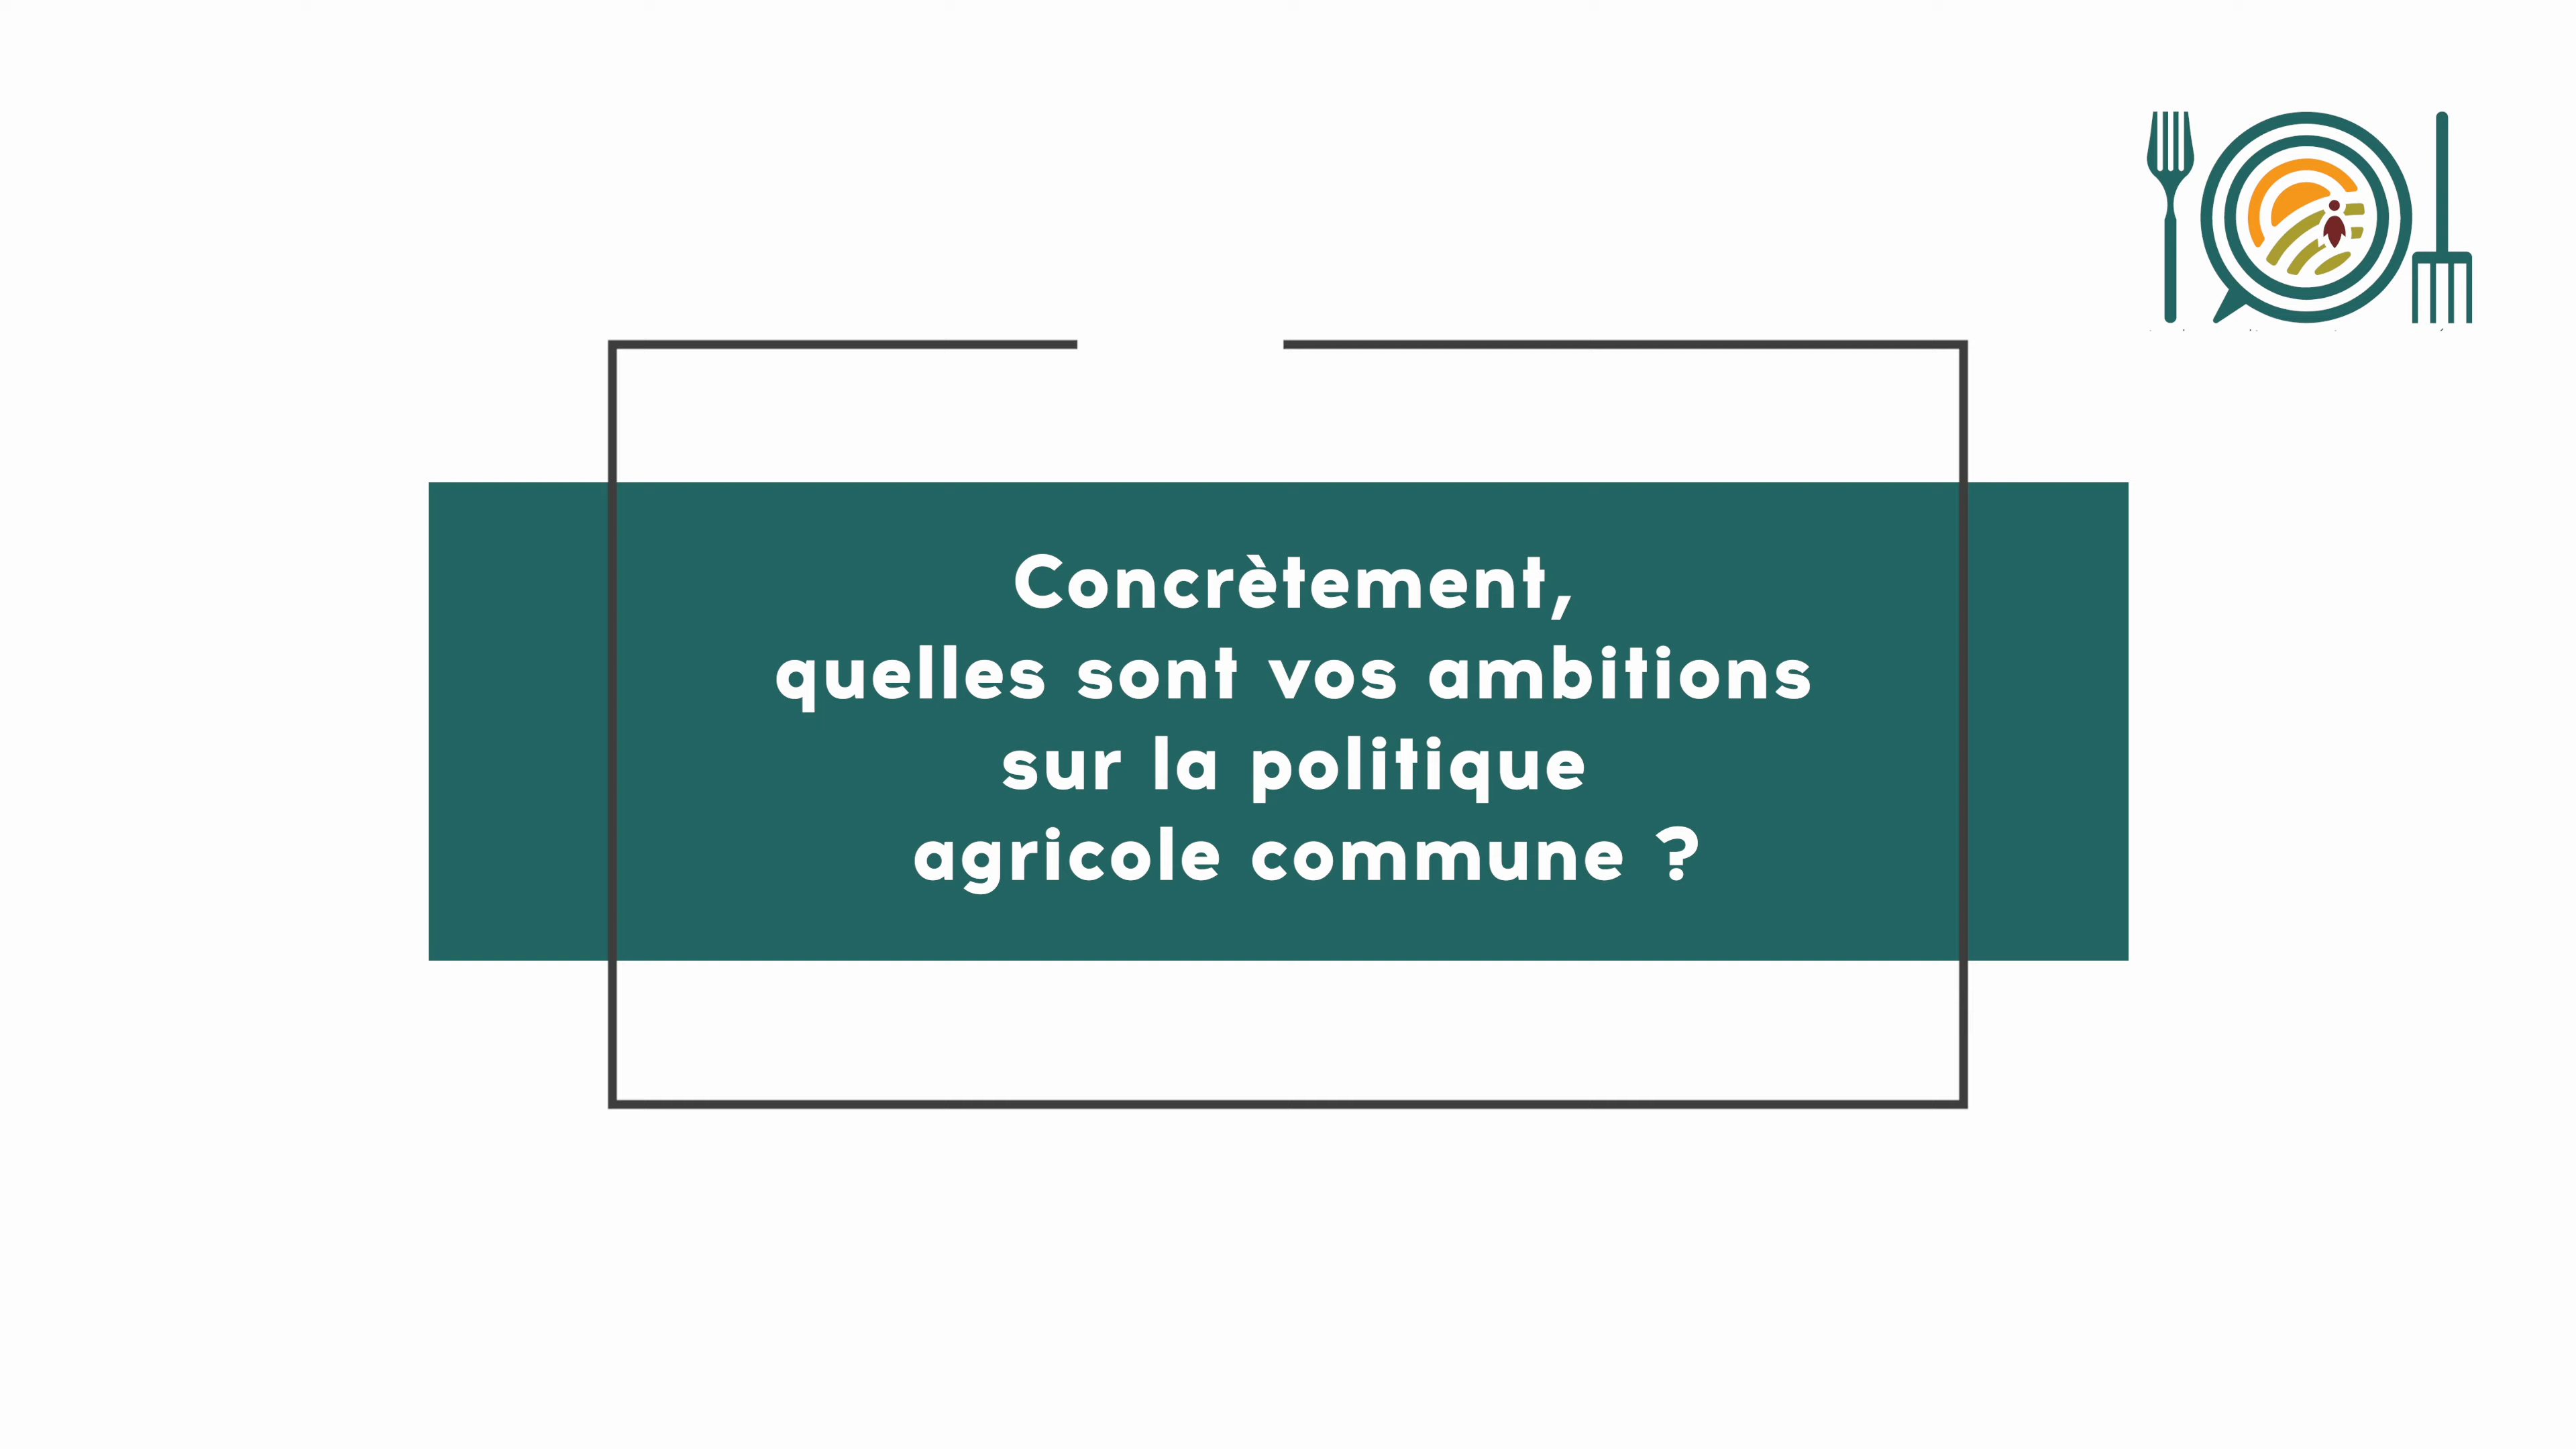 Concrètement,
quelles sont vos ambitions
sur la politique
agricole commune ?